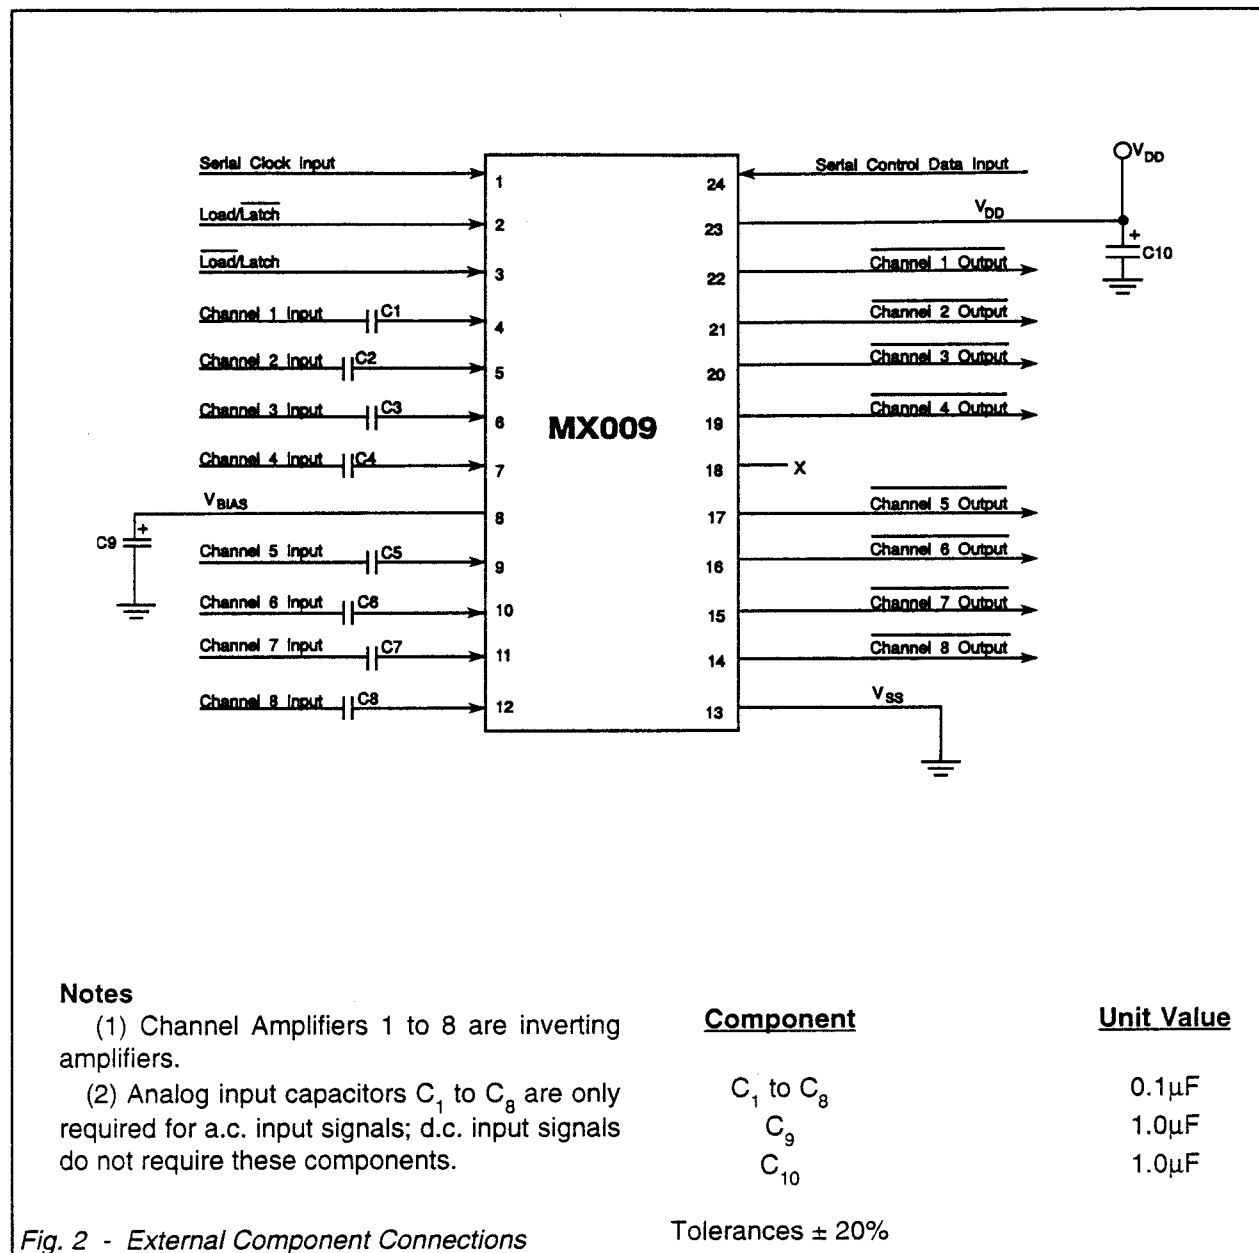 Serial Clock Input
1
Load/Latch
2
Load/Latch
3
Channel 1 Input C1
4
Channel 2 Input C2
5
Channel 3 Input C3
6
Channel 4 Input C4
7
VBIAS
8
C9 +
Channel 5 Input C5
9
Channel 6 Input C6
10
Channel 7 Input C7
11
Channel 8 Input C8
12
MX009
24 Serial Control Data Input
23 VDD
VDD
+ C10
22 Channel 1 Output
21 Channel 2 Output
20 Channel 3 Output
19 Channel 4 Output
18 X
17 Channel 5 Output
16 Channel 6 Output
15 Channel 7 Output
14 Channel 8 Output
13 VSS
Notes
(1) Channel Amplifiers 1 to 8 are inverting
amplifiers.
(2) Analog input capacitors C1 to C8 are only
required for a.c. input signals; d.c. input signals
do not require these components.
Component Unit Value
C1 to C8 0.1µF
C9 1.0µF
C10 1.0µF
Tolerances ± 20%
Fig. 2 - External Component Connections